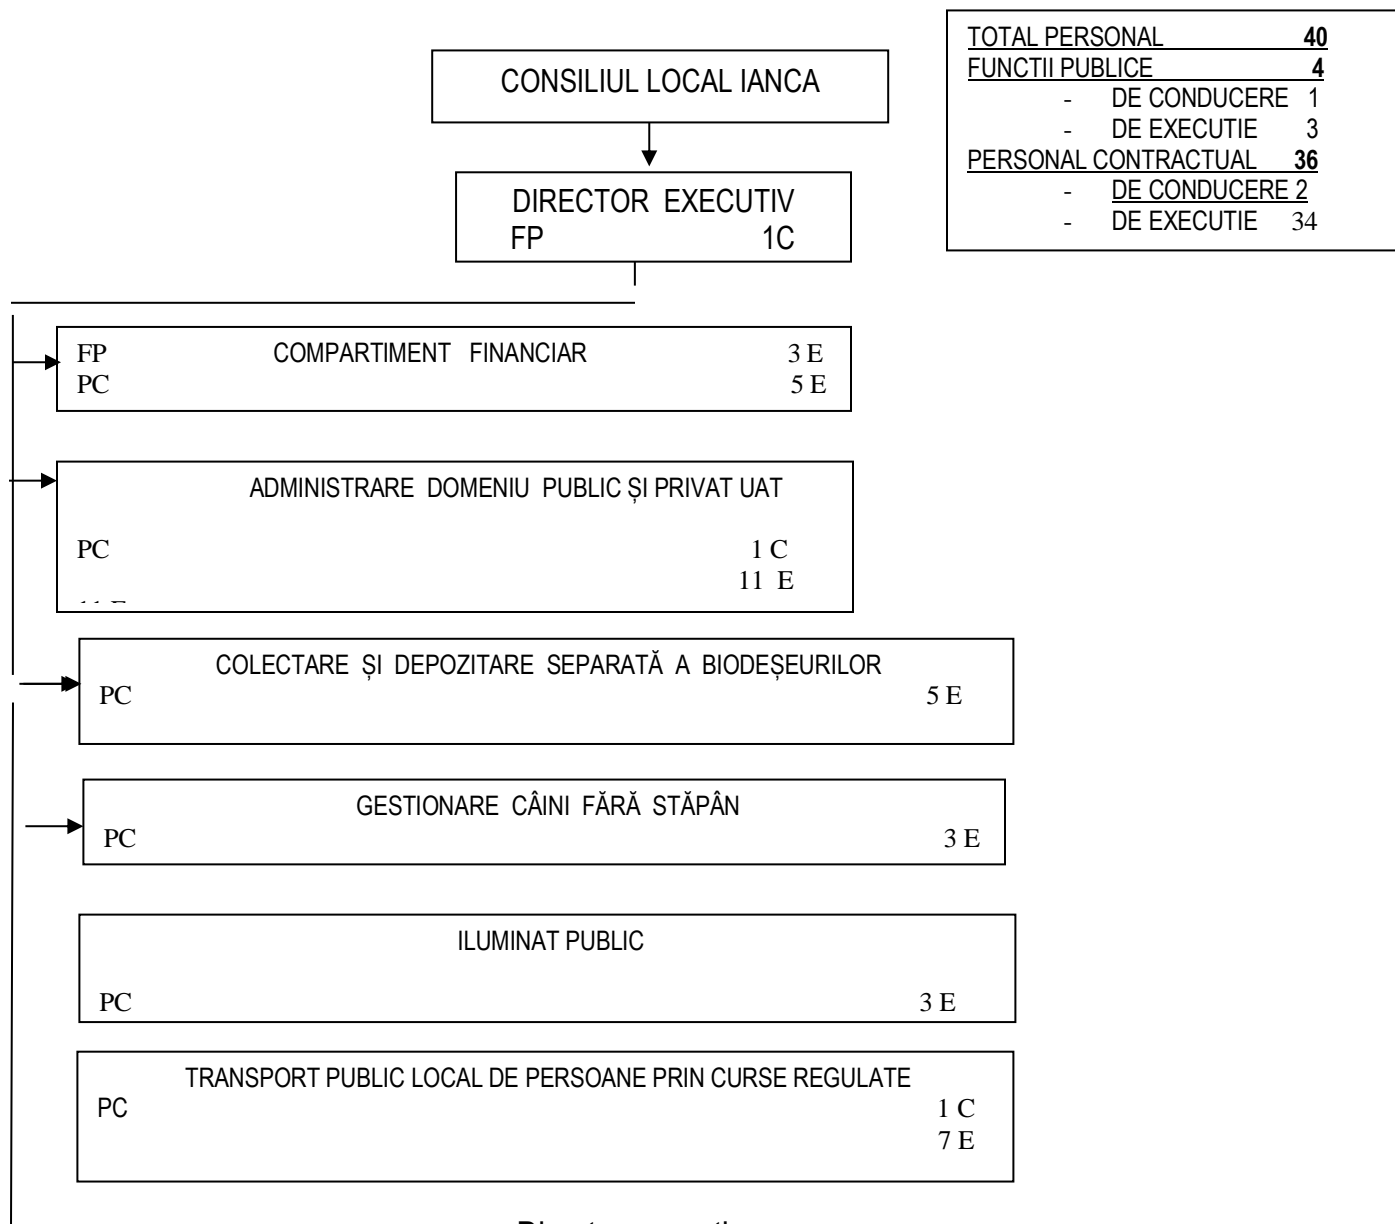 CONSILIUL LOCAL IANCA
TOTAL PERSONAL 40
FUNCTII PUBLICE 4
- DE CONDUCERE 1
- DE EXECUTIE 3
PERSONAL CONTRACTUAL 36
- DE CONDUCERE 2
- DE EXECUTIE 34
DIRECTOR EXECUTIV
FP 1C
FP COMPARTIMENT FINANCIAR 3 E
PC 5 E
ADMINISTRARE DOMENIU PUBLIC ȘI PRIVAT UAT
PC 1 C
11 E
COLECTARE ȘI DEPOZITARE SEPARATĂ A BIODEȘEURILOR
PC 5 E
GESTIONARE CÂINI FĂRĂ STĂPÂN
PC 3 E
ILUMINAT PUBLIC
PC 3 E
TRANSPORT PUBLIC LOCAL DE PERSOANE PRIN CURSE REGULATE
PC 1 C
7 E